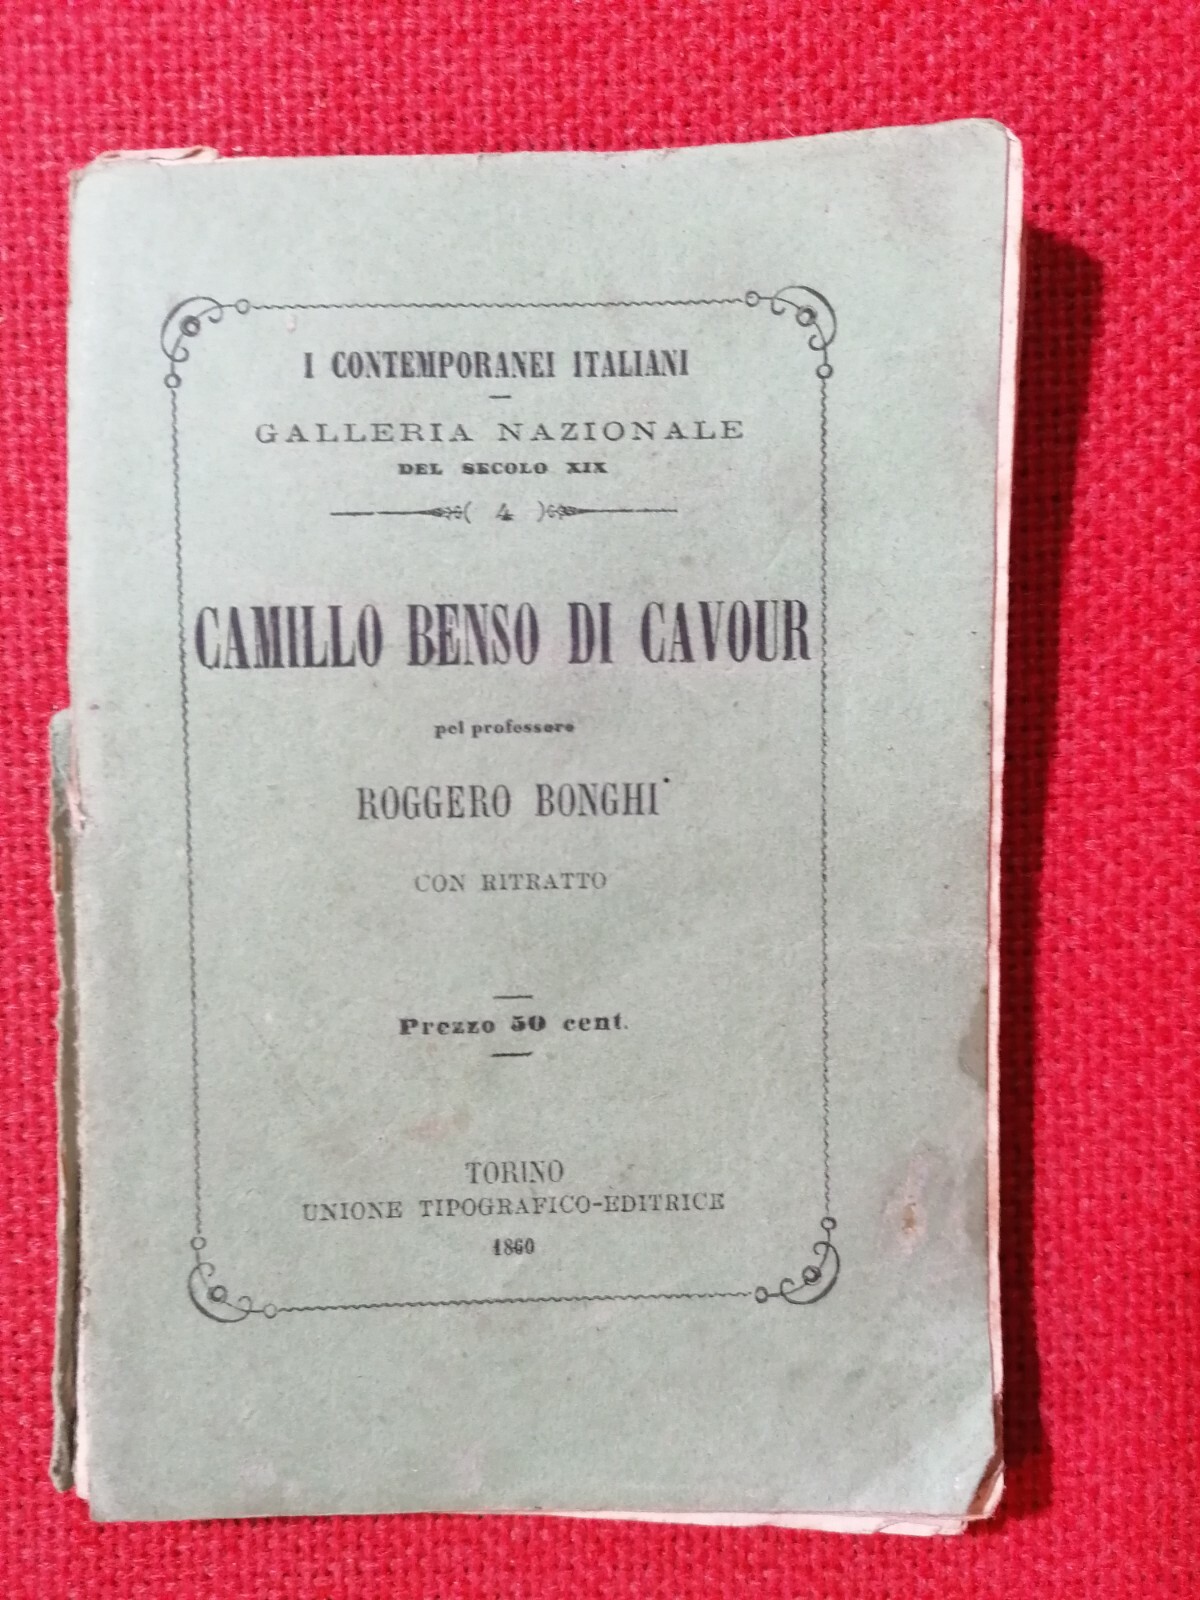 I CONTEMPORANEI ITALIANI
GALLERIA NAZIONALE
DEL SECOLO XIX
( 4 )
CAMILLO BENSO DI CAVOUR
pel professore
ROGGERO BONGHI
CON RITRATTO
Prezzo 50 cent.
TORINO
UNIONE TIPOGRAFICO-EDITRICE
1860